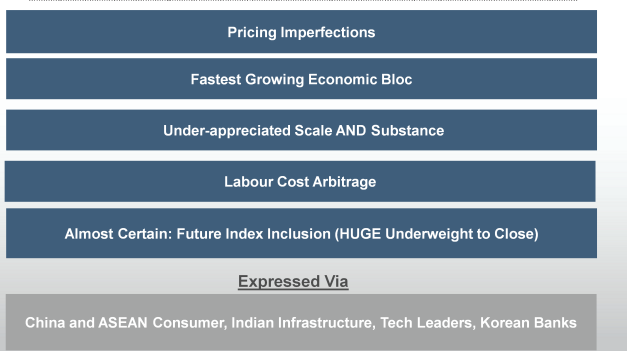 Pricing Imperfections
Fastest Growing Economic Bloc
Under-appreciated Scale AND Substance
Labour Cost Arbitrage
Almost Certain: Future Index Inclusion (HUGE Underweight to Close)
Expressed Via
China and ASEAN Consumer, Indian Infrastructure, Tech Leaders, Korean Banks